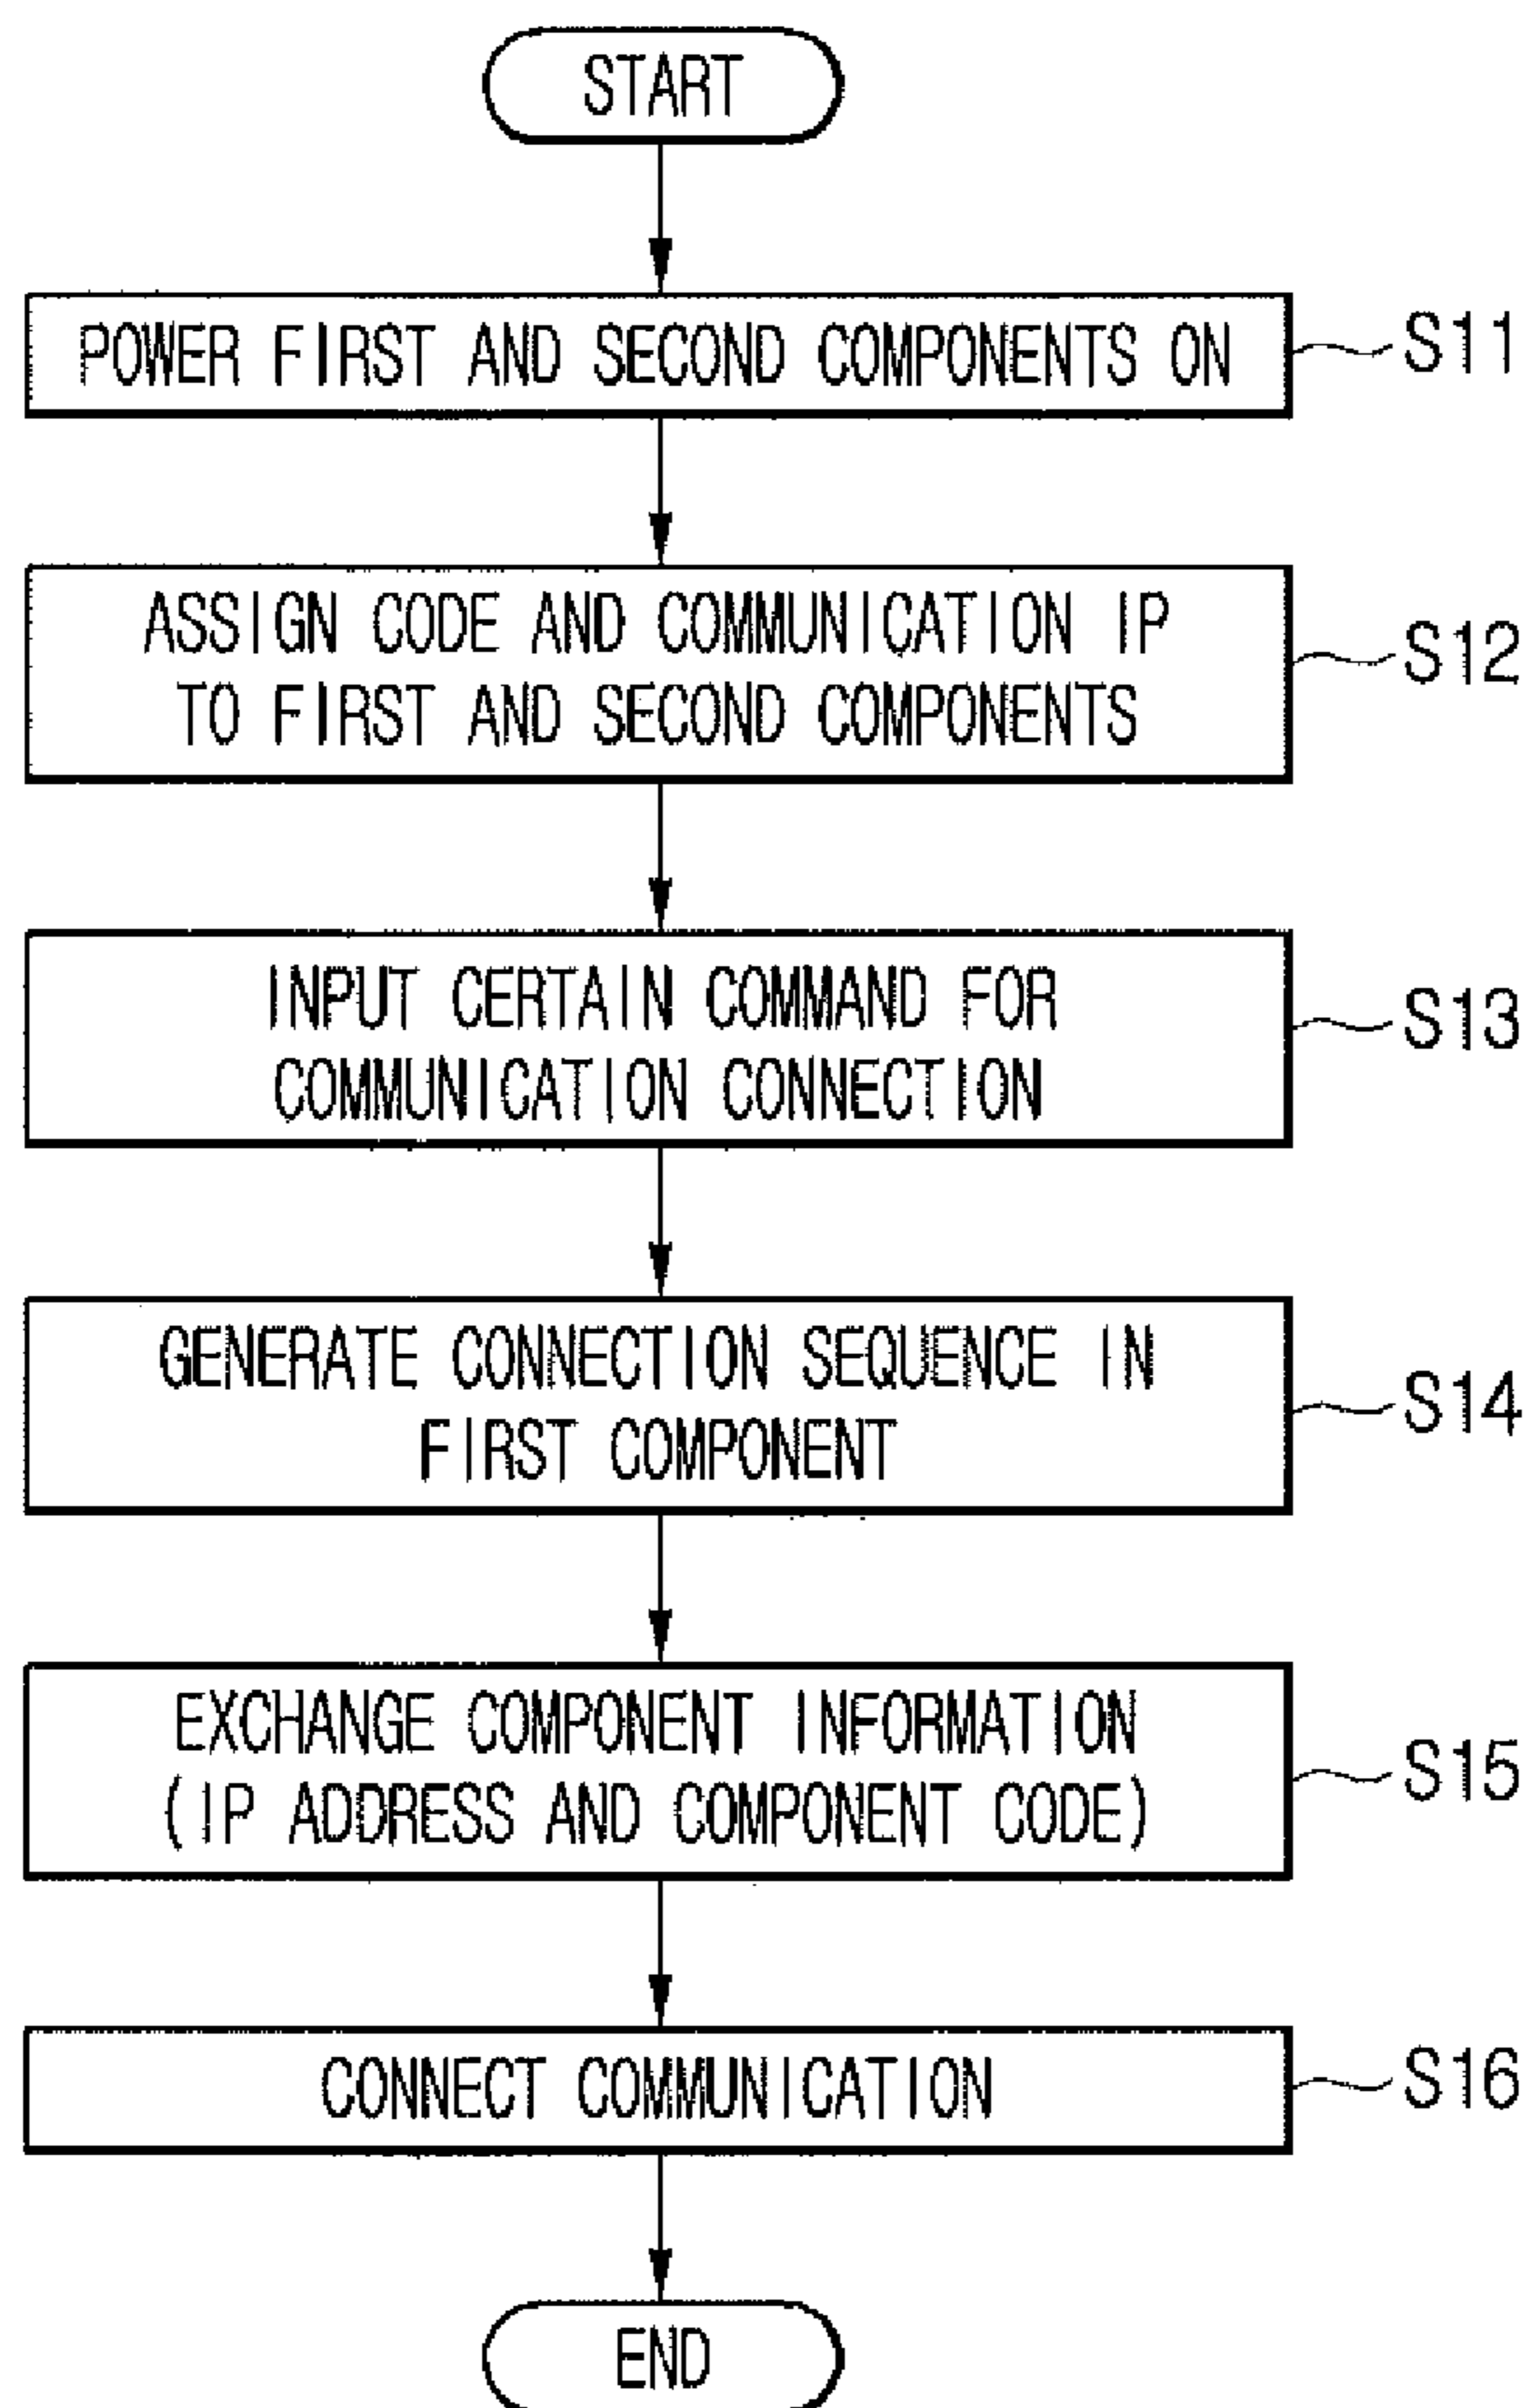 START
POWER FIRST AND SECOND COMPONENTS ON
S11
ASSIGN CODE AND COMMUNICATION IP
TO FIRST AND SECOND COMPONENTS
S12
INPUT CERTAIN COMMAND FOR
COMMUNICATION CONNECTION
S13
GENERATE CONNECTION SEQUENCE IN
FIRST COMPONENT
S14
EXCHANGE COMPONENT INFORMATION
(IP ADDRESS AND COMPONENT CODE)
S15
CONNECT COMMUNICATION
S16
END